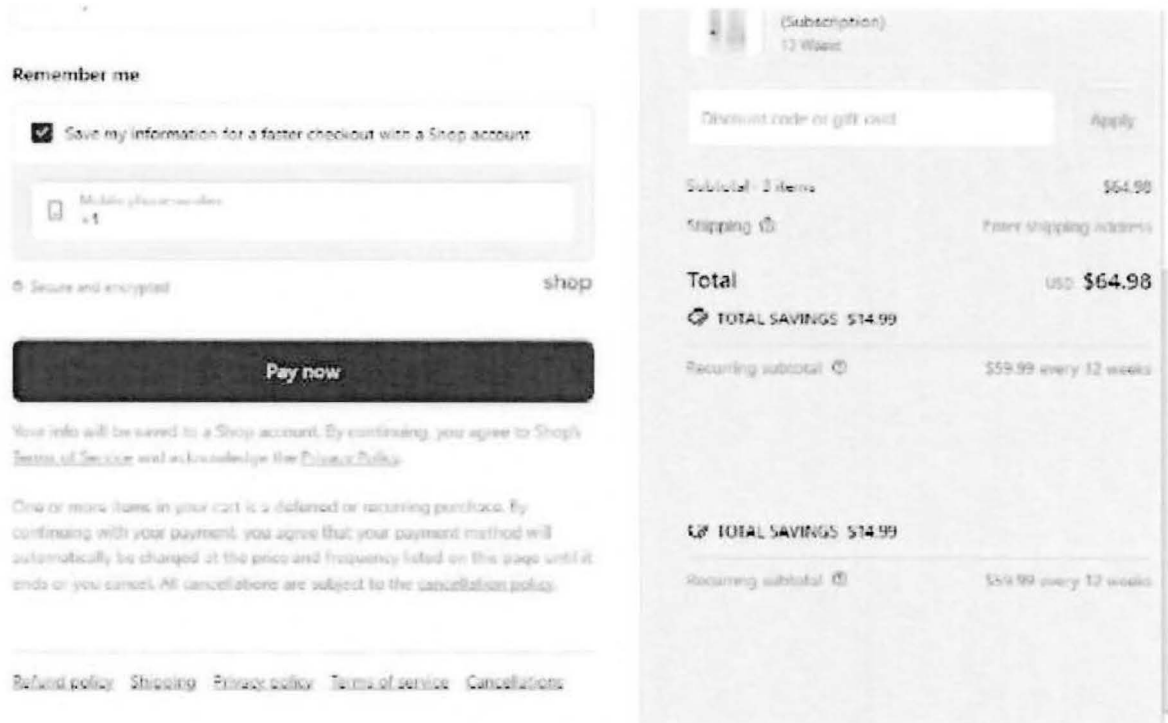 Remember me
Save my information for a faster checkout with a Shop account
Mobile phone number
+1
Secure and encrypted
shop
Pay now
Your info will be saved to a Shop account. By continuing, you agree to Shop's
Terms of Service and acknowledge the Privacy Policy.
One or more items in your cart is a deferred or recurring purchase. By
continuing with your payment, you agree that your payment method will
automatically be charged at the price and frequency listed on this page until it
ends or you cancel. All cancellations are subject to the cancellation policy.
Refund policy Shipping Privacy policy Terms of service Cancellations
(Subscription)
12 Weeks
Discount code or gift card
Apply
Subtotal · items $64.98
Shipping Enter shipping address
Total USD $64.98
TOTAL SAVINGS $14.99
Recurring subtotal $59.99 every 12 weeks
TOTAL SAVINGS $14.99
Recurring subtotal $59.99 every 12 weeks